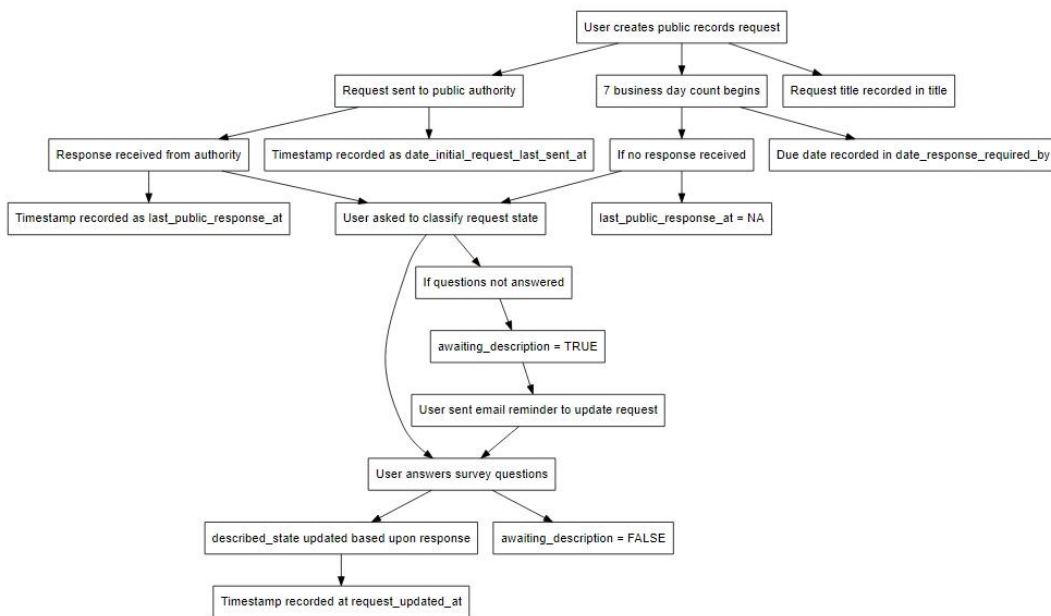 User creates public records request
Request sent to public authority
7 business day count begins
Request title recorded in title
Response received from authority
Timestamp recorded as date_initial_request_last_sent_at
If no response received
Due date recorded in date_response_required_by
Timestamp recorded as last_public_response_at
User asked to classify request state
last_public_response_at = NA
If questions not answered
awaiting_description = TRUE
User sent email reminder to update request
User answers survey questions
described_state updated based upon response
awaiting_description = FALSE
Timestamp recorded at request_updated_at